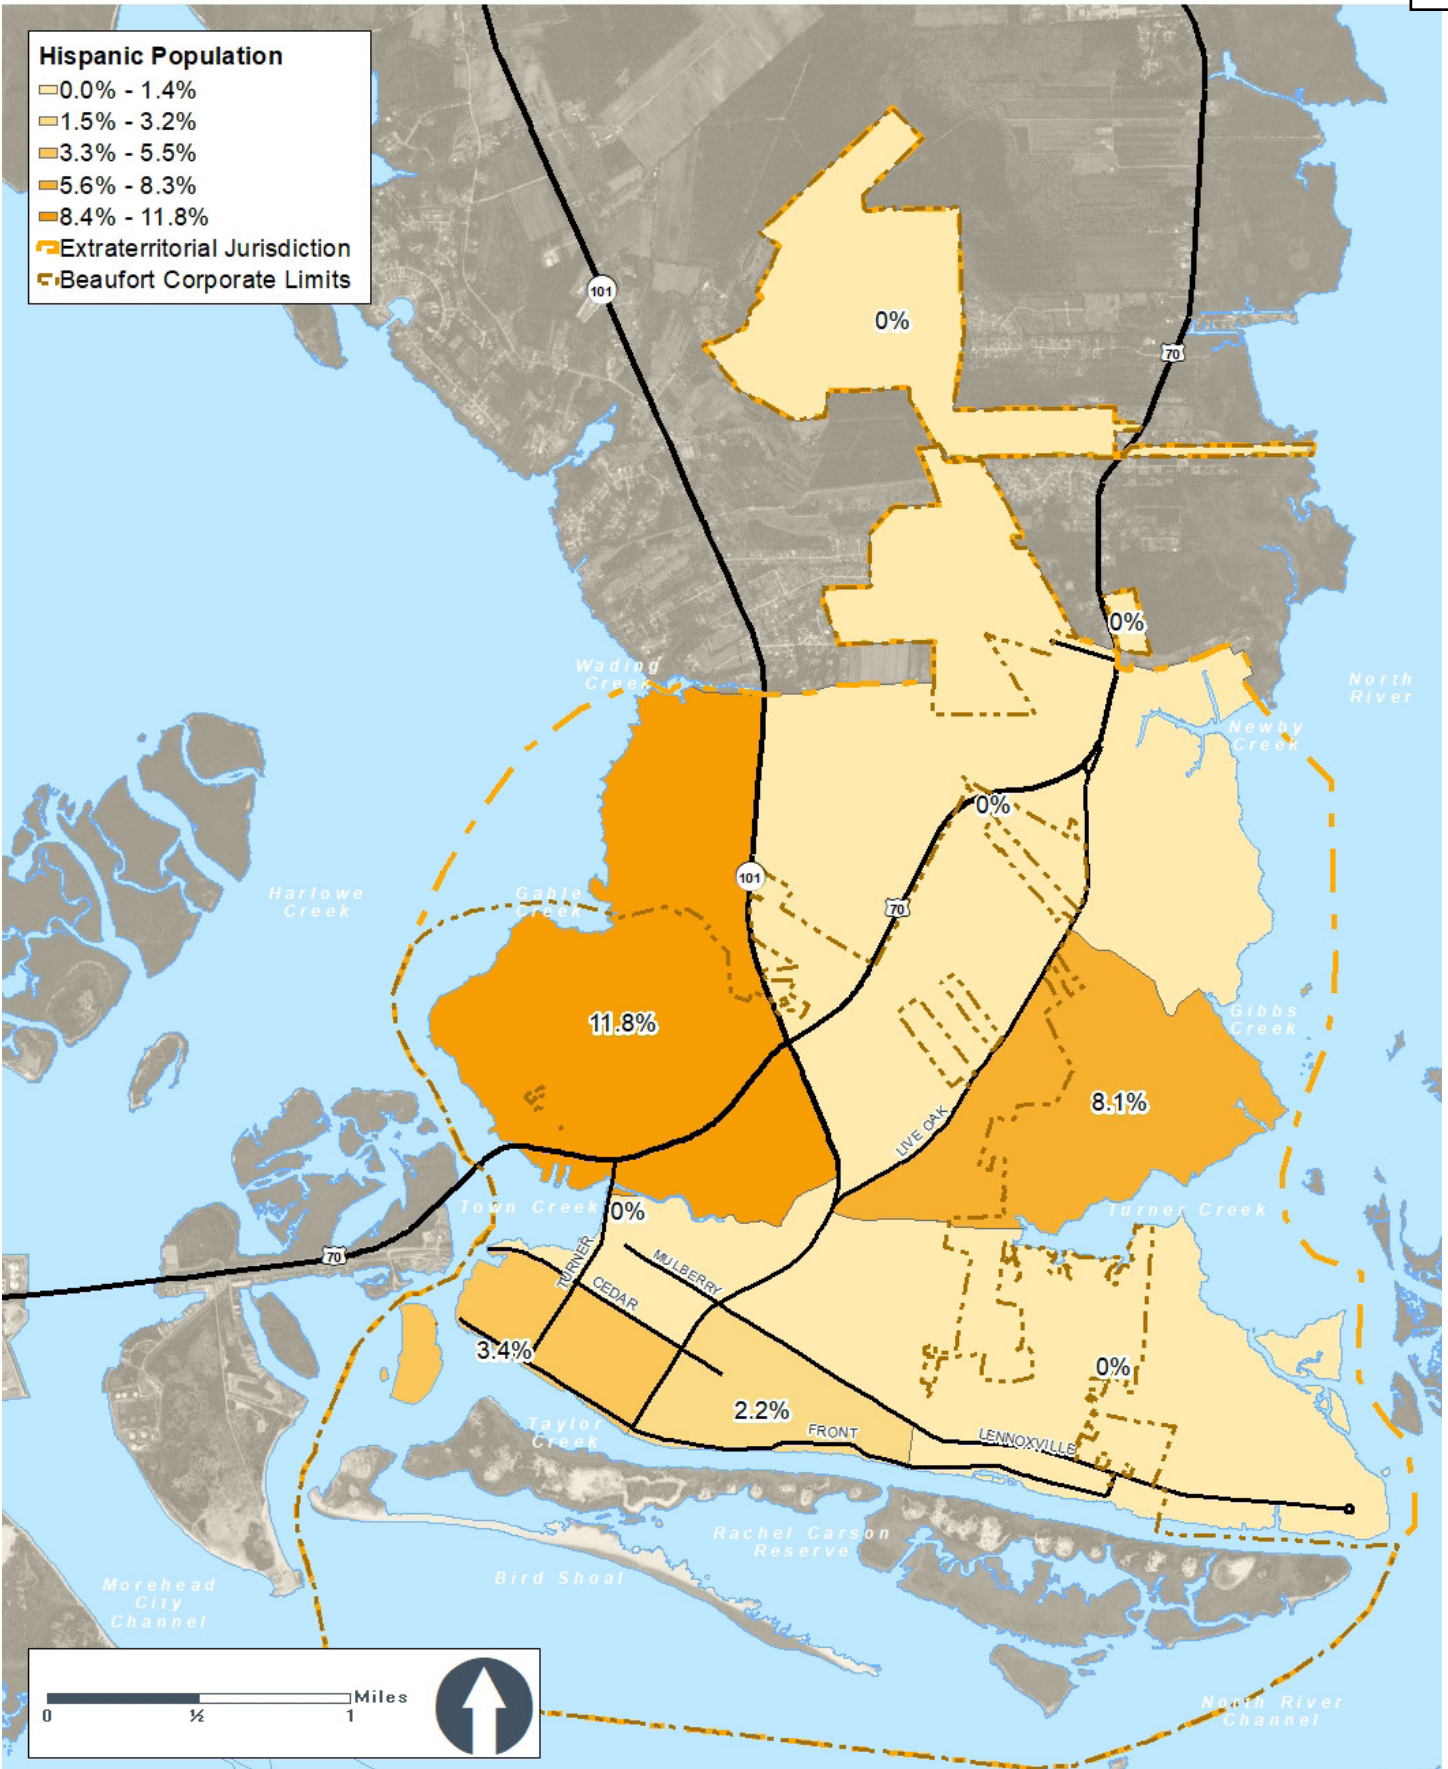 Hispanic Population
0.0% - 1.4%
1.5% - 3.2%
3.3% - 5.5%
5.6% - 8.3%
8.4% - 11.8%
Extraterritorial Jurisdiction
Beaufort Corporate Limits
101
0%
70
0%
Wading
Creek
North
River
Newby
Creek
0%
101
Harlowe
Creek
Gable
Creek
70
11.8%
Gibbs
Creek
8.1%
LIVE OAK
Town Creek
0%
Turner Creek
70
TURNER
MULBERRY
CEDAR
3.4%
0%
2.2%
Taylor
Creek
FRONT
LENNOXVILLE
Rachel Carson
Reserve
Bird Shoal
Morehead
City
Channel
North River
Channel
Miles
0
½
1